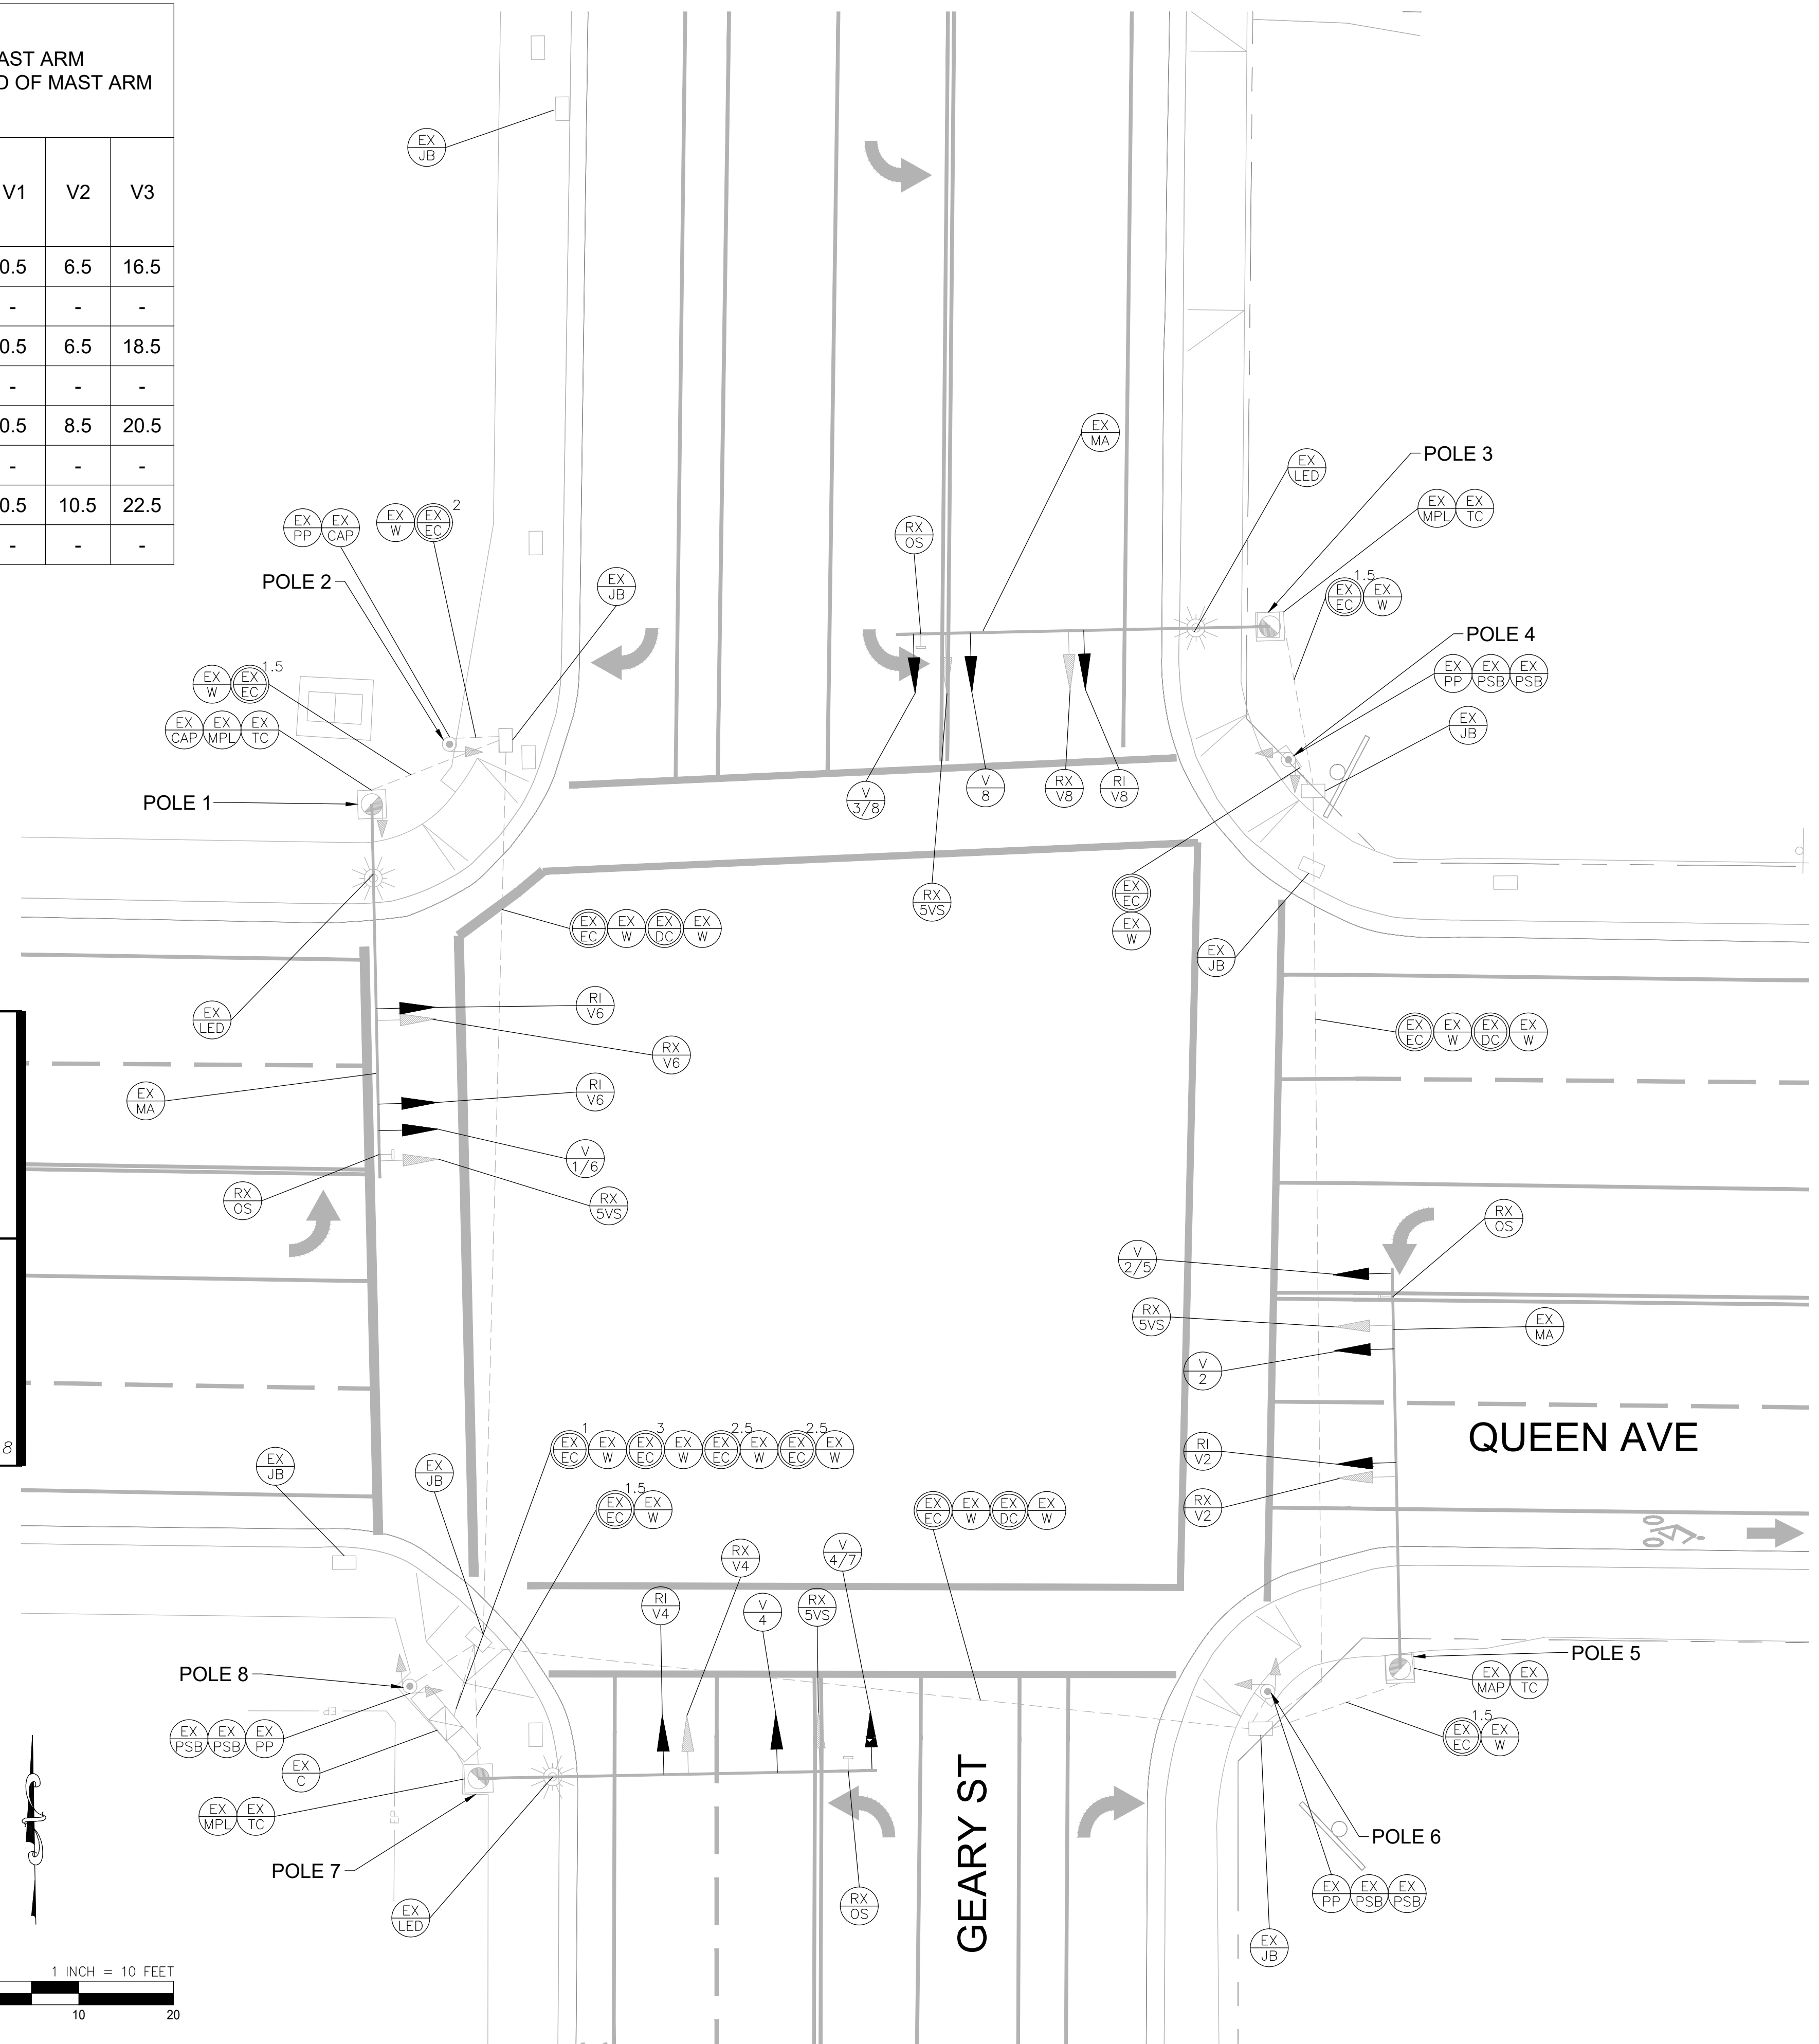 AST ARM
D OF MAST ARM
V1 V2 V3
0.5 6.5 16.5
- - -
0.5 6.5 18.5
- - -
0.5 8.5 20.5
- - -
0.5 10.5 22.5
- - -
EX JB
EX MA
POLE 3
EX LED
EX MPL EX TC
EX PP EX CAP
EX W EX EC 2
RX OS
POLE 2
EX JB
1.5 EX EC EX W
POLE 4
EX PP EX PSB EX PSB
EX W EX EC 1.5
EX CAP EX MPL EX TC
EX JB
POLE 1
V 3/8
V 8
RX V8
RI V8
RX 5VS
EX EC
EX W
EX EC EX W EX DC EX W
EX JB
EX LED
RI V6
EX EC EX W EX DC EX W
RX V6
EX MA
RI V6
V 1/6
RX OS
RX 5VS
RX OS
V 2/5
RX 5VS
EX MA
V 2
QUEEN AVE
8
1 3 2.5 2.5
EX EC EX W EX EC EX W EX EC EX W EX EC EX W
RI V2
EX JB
EX JB
RX V2
1.5 EX EC EX W
EX EC EX W EX DC EX W
RX V4
V 4/7
RI V4
V 4
RX 5VS
POLE 8
POLE 5
EX MAP EX TC
EP
EX PSB EX PSB EX PP
1.5 EX EC EX W
EX C
EX MPL EX TC
EP
GEARY ST
POLE 6
POLE 7
EX PP EX PSB EX PSB
RX OS
EX LED
EX JB
1 INCH = 10 FEET
10 20